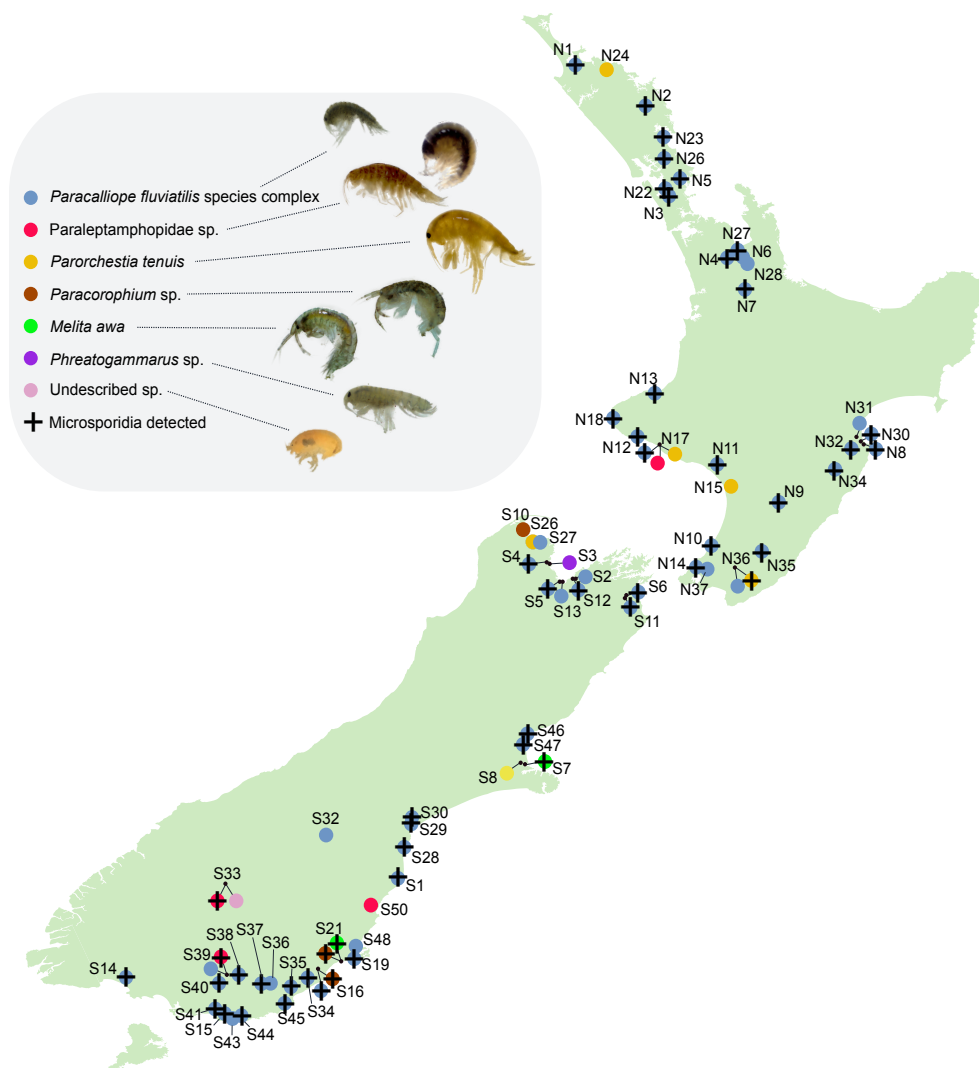 N1
N24
N2
N23
N26
N5
N22
N3
N27
N6
N4
N28
N7
Paracalliope fluviatilis species complex
Paraleptamphopidae sp.
Parorchestia tenuis
Paracorophium sp.
Melita awa
Phreatogammarus sp.
Undescribed sp.
Microsporidia detected
N13
N18
N12
N17
N11
N15
N31
N30
N32
N8
N34
N9
N10
N14
N37
N36
N35
S10
S26
S27
S4
S3
S2
S5
S13
S12
S6
S11
S46
S47
S8
S7
S30
S29
S32
S28
S1
S33
S50
S21
S48
S38
S37
S36
S39
S35
S19
S14
S40
S16
S41
S15
S43
S44
S45
S34